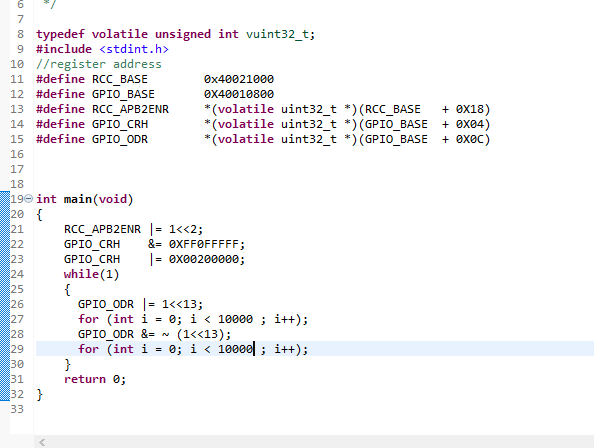 6 */
7
8 typedef volatile unsigned int vuint32_t;
9 #include <stdint.h>
10 //register address
11 #define RCC_BASE 0x40021000
12 #define GPIO_BASE 0x40010800
13 #define RCC_APB2ENR *(volatile uint32_t *)(RCC_BASE + 0X18)
14 #define GPIO_CRH *(volatile uint32_t *)(GPIO_BASE + 0X04)
15 #define GPIO_ODR *(volatile uint32_t *)(GPIO_BASE + 0X0C)
16
17
18
19 int main(void)
20 {
21 RCC_APB2ENR |= 1<<2;
22 GPIO_CRH &= 0XFF0FFFFF;
23 GPIO_CRH |= 0X00200000;
24 while(1)
25 {
26 GPIO_ODR |= 1<<13;
27 for (int i = 0; i < 10000 ; i++);
28 GPIO_ODR &= ~ (1<<13);
29 for (int i = 0; i < 10000 ; i++);
30 }
31 return 0;
32 }
33